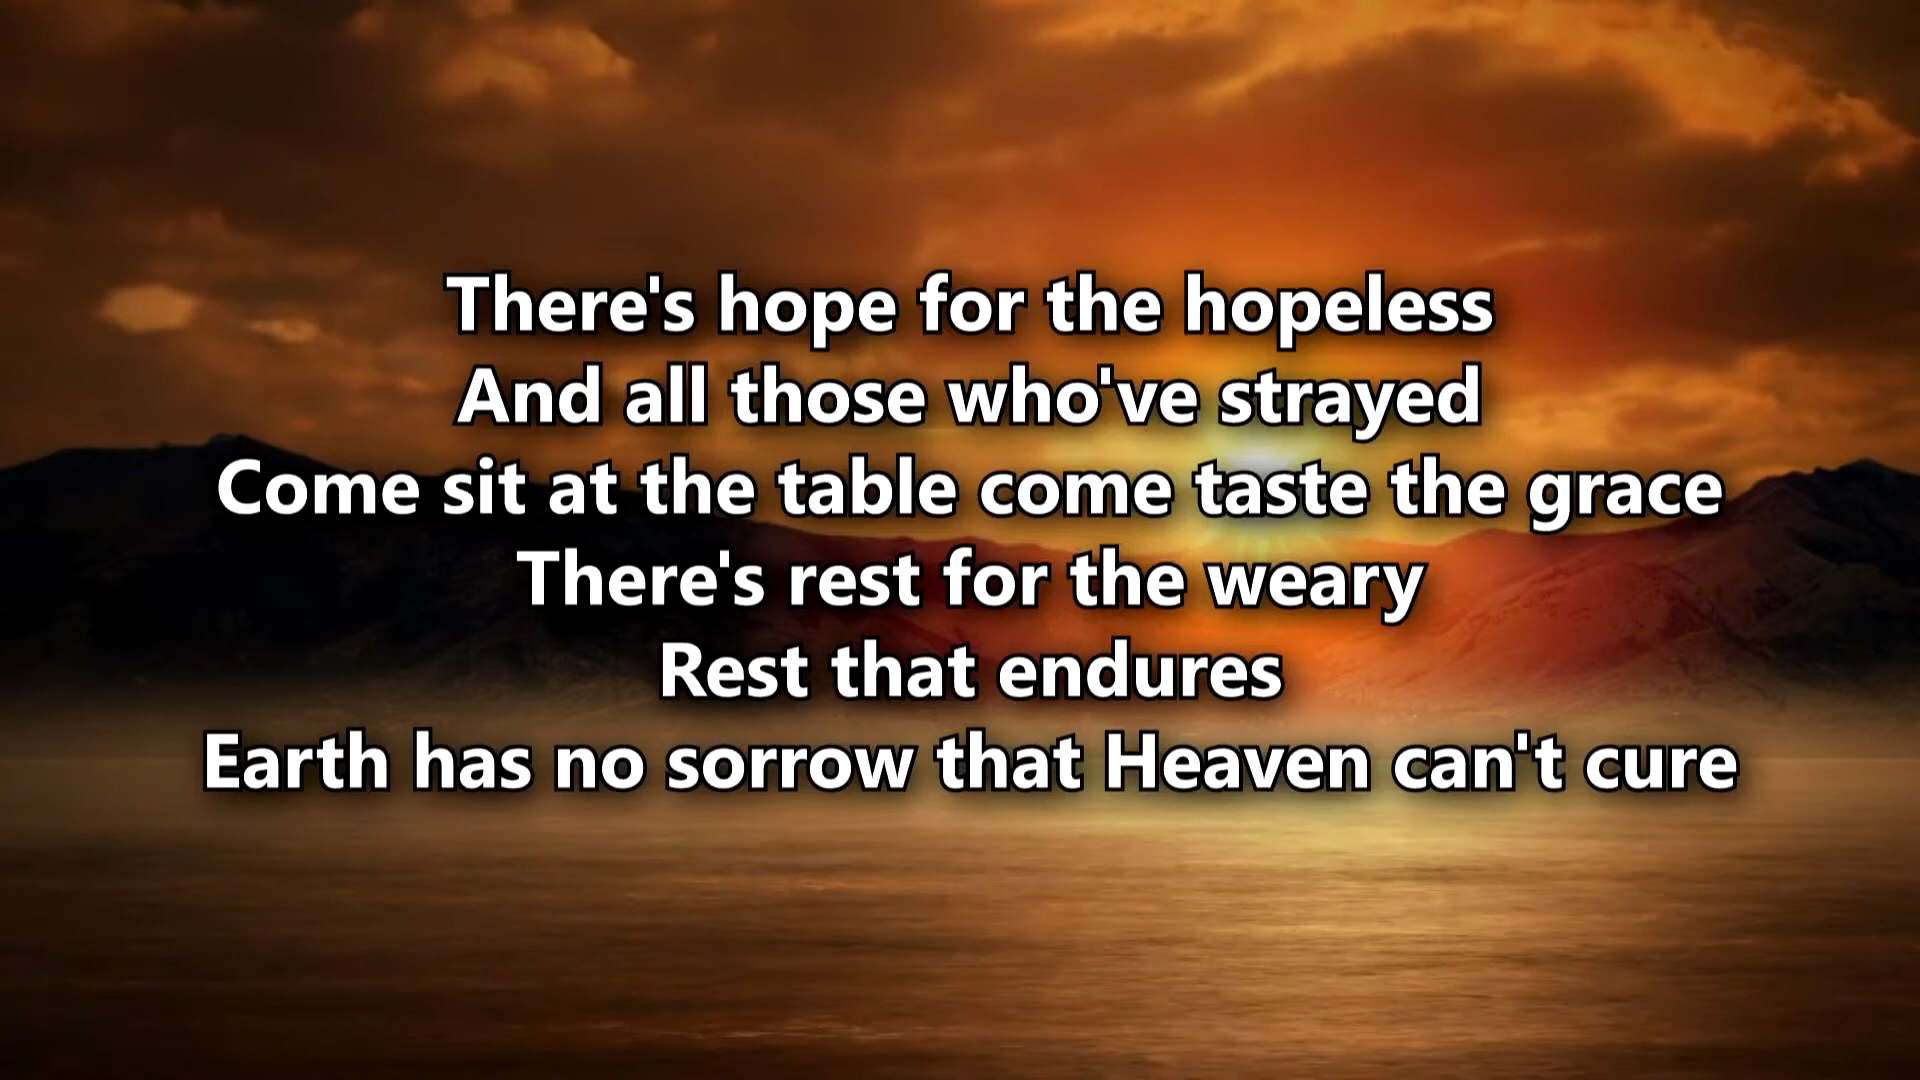 There's hope for the hopeless
And all those who've strayed
Come sit at the table come taste the grace
There's rest for the weary
Rest that endures
Earth has no sorrow that Heaven can't cure